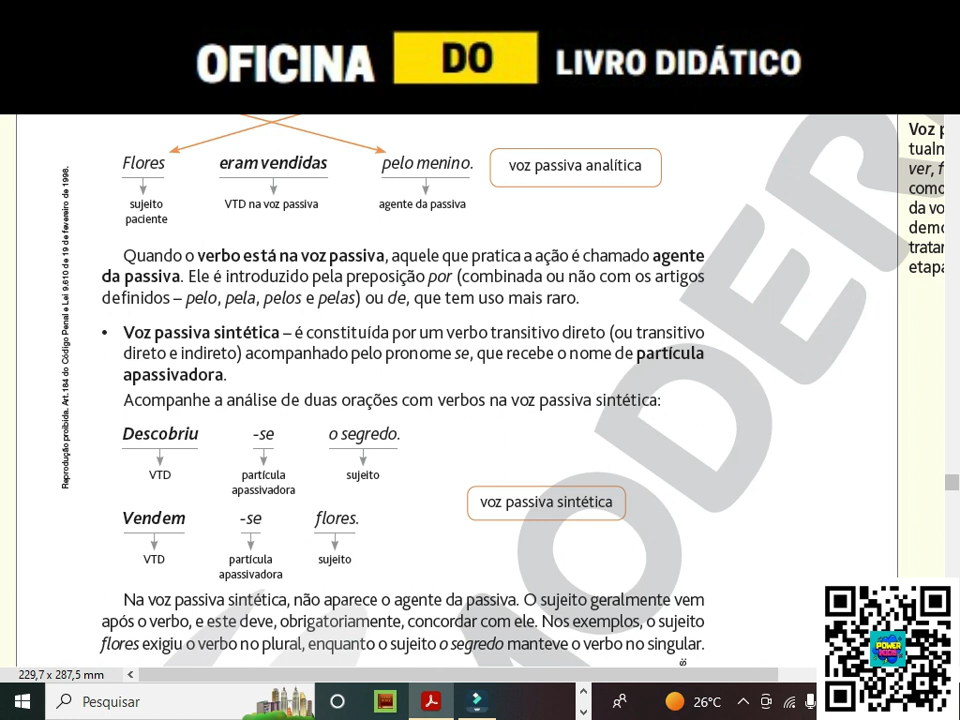 OFICINA DO LIVRO DIDÁTICO
Flores eram vendidas pelo menino. voz passiva analítica
sujeito paciente VTD na voz passiva agente da passiva
Quando o verbo está na voz passiva, aquele que pratica a ação é chamado agente
da passiva. Ele é introduzido pela preposição por (combinada ou não com os artigos
definidos – pelo, pela, pelos e pelas) ou de, que tem uso mais raro.
• Voz passiva sintética – é constituída por um verbo transitivo direto (ou transitivo
direto e indireto) acompanhado pelo pronome se, que recebe o nome de partícula
apassivadora.
Acompanhe a análise de duas orações com verbos na voz passiva sintética:
Descobriu -se o segredo.
VTD partícula apassivadora sujeito
voz passiva sintética
Vendem -se flores.
VTD partícula apassivadora sujeito
Na voz passiva sintética, não aparece o agente da passiva. O sujeito geralmente vem
após o verbo, e este deve, obrigatoriamente, concordar com ele. Nos exemplos, o sujeito
flores exigiu o verbo no plural, enquanto o sujeito o segredo manteve o verbo no singular.
Reprodução proibida. Art.184 do Código Penal e Lei 9.610 de 19 de fevereiro de 1998.
Voz p
tualm
ver, f
como
da vo
demo
tratar
etapa
MODER
229,7 x 287,5 mm
Pesquisar
26°C
POWER